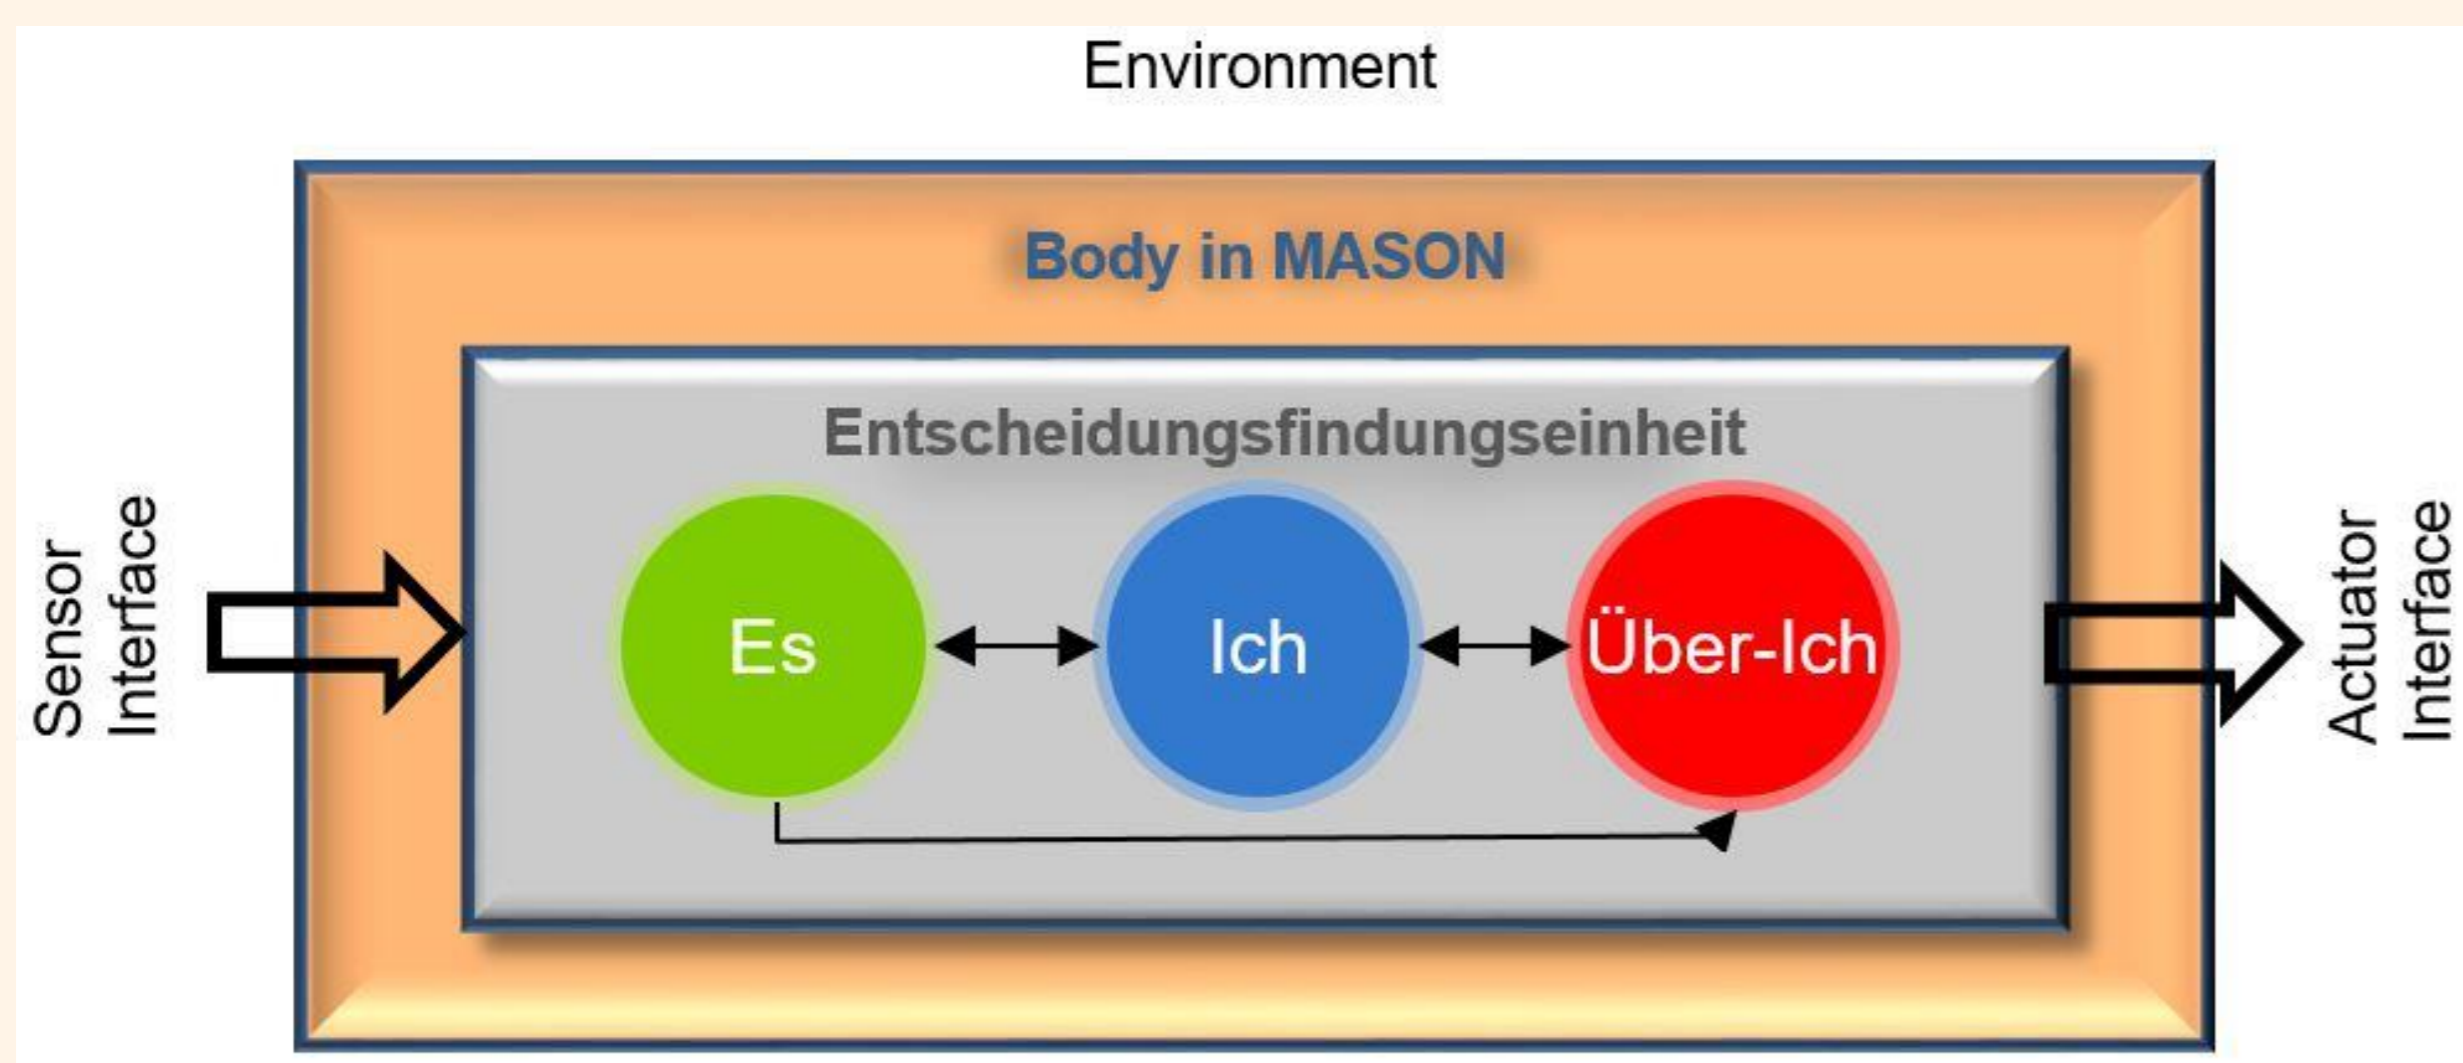 Environment
Body in MASON
Entscheidungsfindungseinheit
Sensor
Interface
Es
Ich
Über-Ich
Actuator
Interface